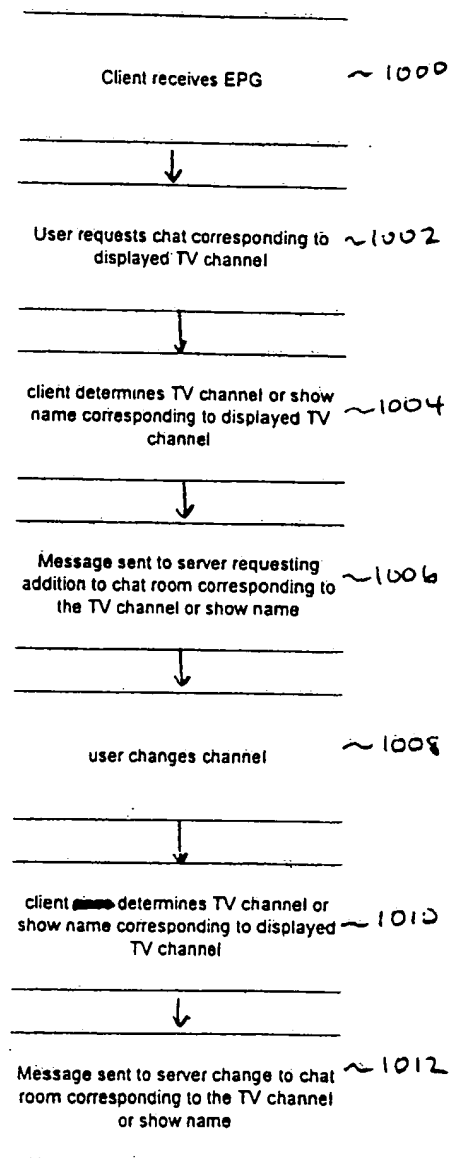 Client receives EPG ~ 1000
User requests chat corresponding to ~1002
displayed TV channel
client determines TV channel or show
name corresponding to displayed TV ~1004
channel
Message sent to server requesting
addition to chat room corresponding to ~1006
the TV channel or show name
user changes channel ~ 1008
client determines TV channel or
show name corresponding to displayed ~ 1010
TV channel
Message sent to server change to chat ~ 1012
room corresponding to the TV channel
or show name